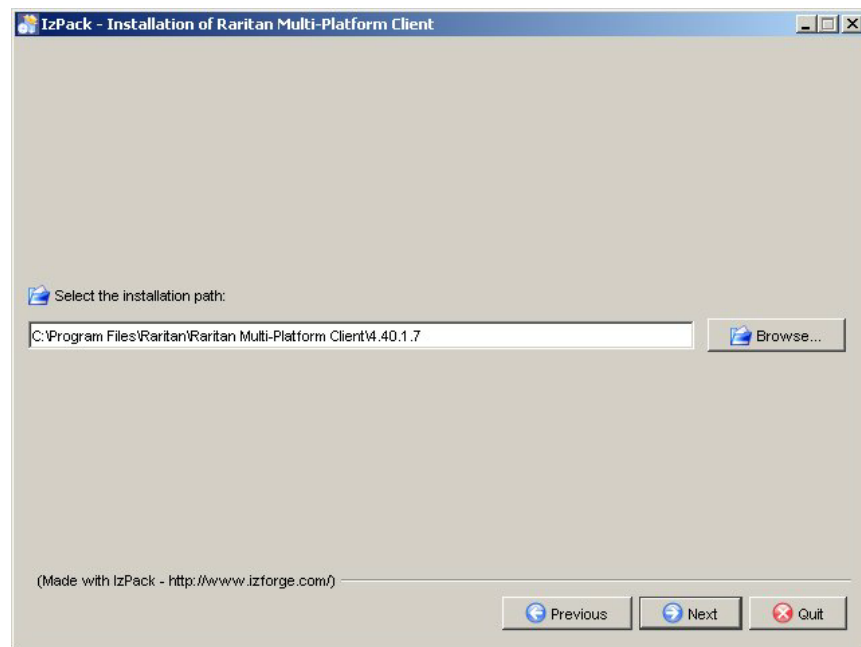 IzPack - Installation of Raritan Multi-Platform Client
Select the installation path:
C:\Program Files\Raritan\Raritan Multi-Platform Client\4.40.1.7
Browse...
(Made with IzPack - http://www.izforge.com/)
Previous
Next
Quit